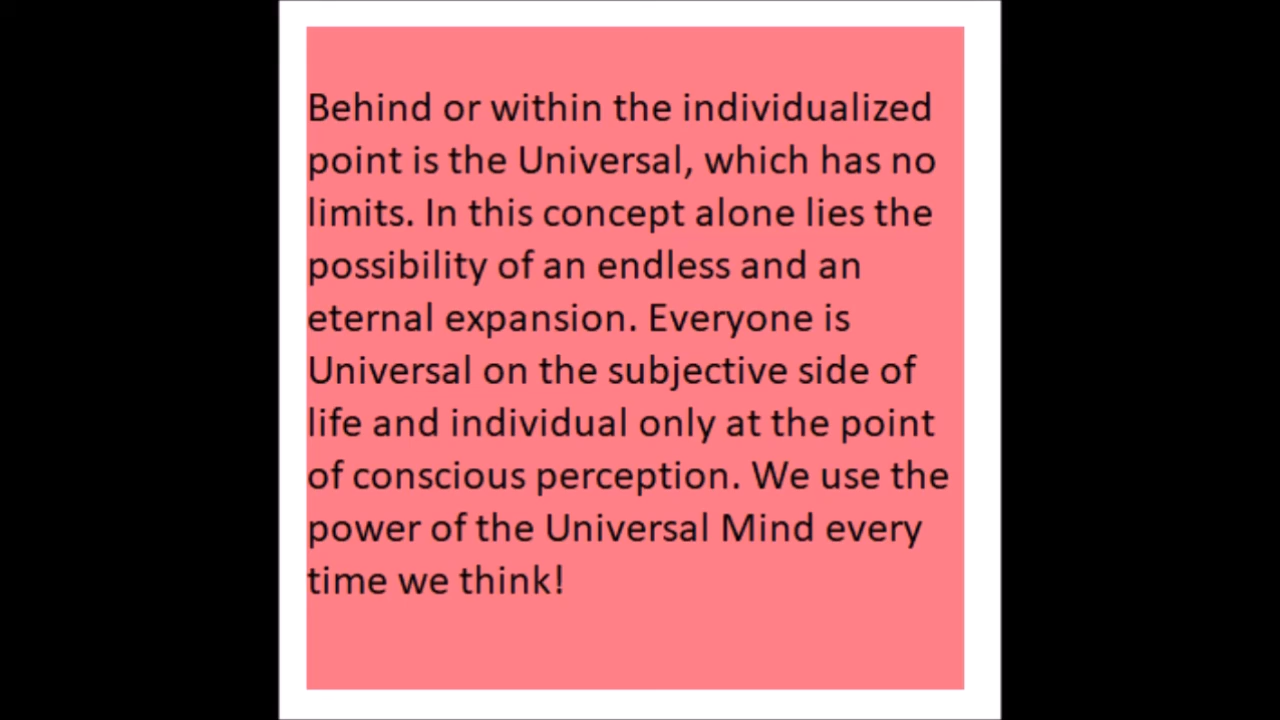 Behind or within the individualized
point is the Universal, which has no
limits. In this concept alone lies the
possibility of an endless and an
eternal expansion. Everyone is
Universal on the subjective side of
life and individual only at the point
of conscious perception. We use the
power of the Universal Mind every
time we think!